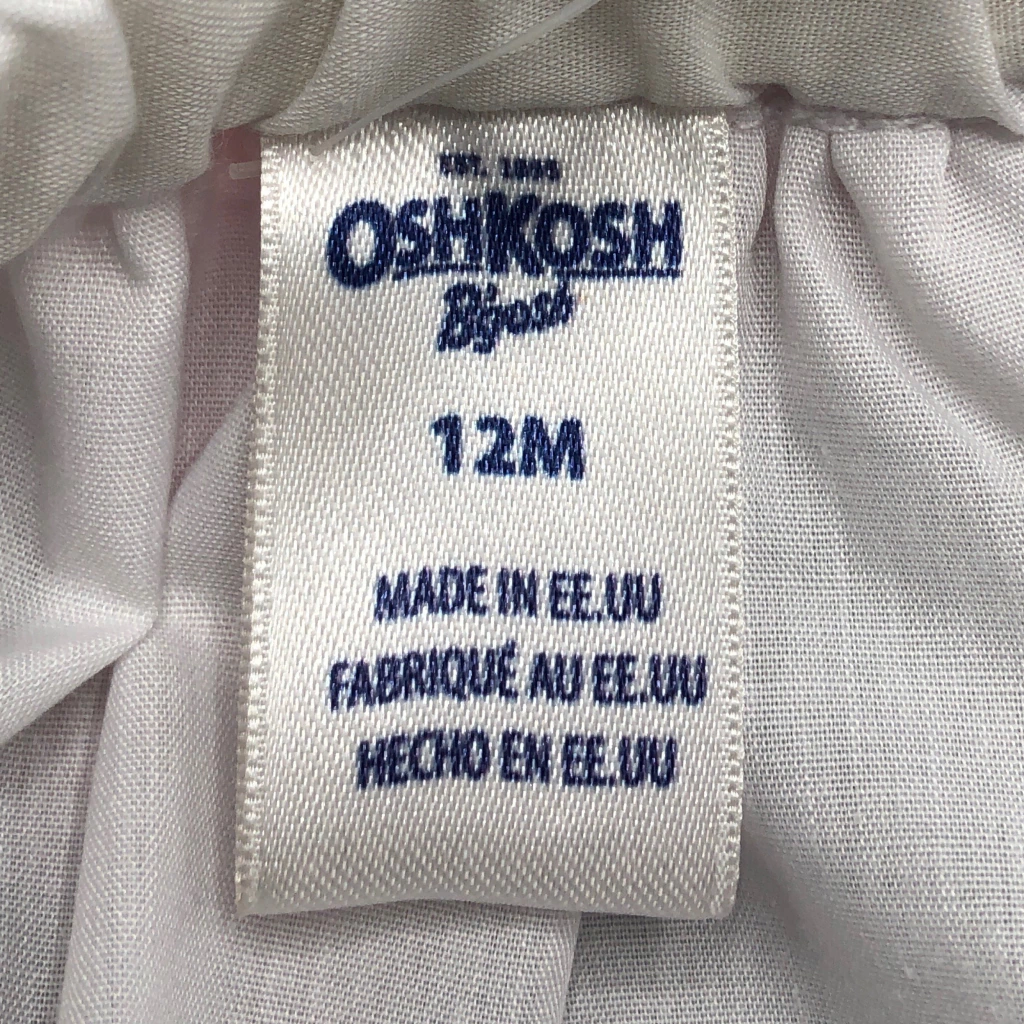 EST. 1895
OSHKOSH
B'gosh
12M
MADE IN EE.UU
FABRIQUÉ AU EE.UU
HECHO EN EE.UU